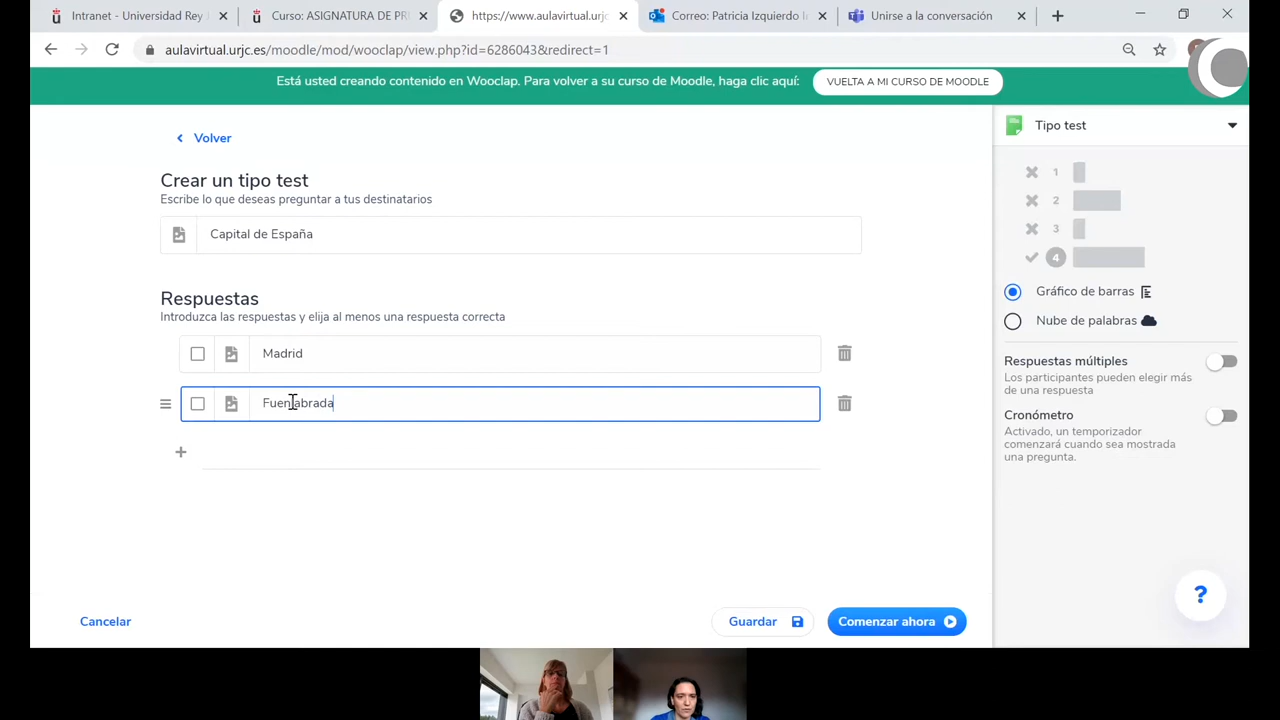 Intranet - Universidad Rey J
Curso: ASIGNATURA DE PR
https://www.aulavirtual.urjc
Correo: Patricia Izquierdo I
Unirse a la conversación
aulavirtual.urjc.es/moodle/mod/wooclap/view.php?id=6286043&redirect=1
Está usted creando contenido en Wooclap. Para volver a su curso de Moodle, haga clic aquí:
VUELTA A MI CURSO DE MOODLE
Volver
Crear un tipo test
Escribe lo que deseas preguntar a tus destinatarios
Capital de España
Respuestas
Introduzca las respuestas y elija al menos una respuesta correcta
Madrid
Fuenlabrada
Cancelar
Guardar
Comenzar ahora
Tipo test
1
2
3
4
Gráfico de barras
Nube de palabras
Respuestas múltiples
Los participantes pueden elegir más
de una respuesta
Cronómetro
Activado, un temporizador
comenzará cuando sea mostrada
una pregunta.
?